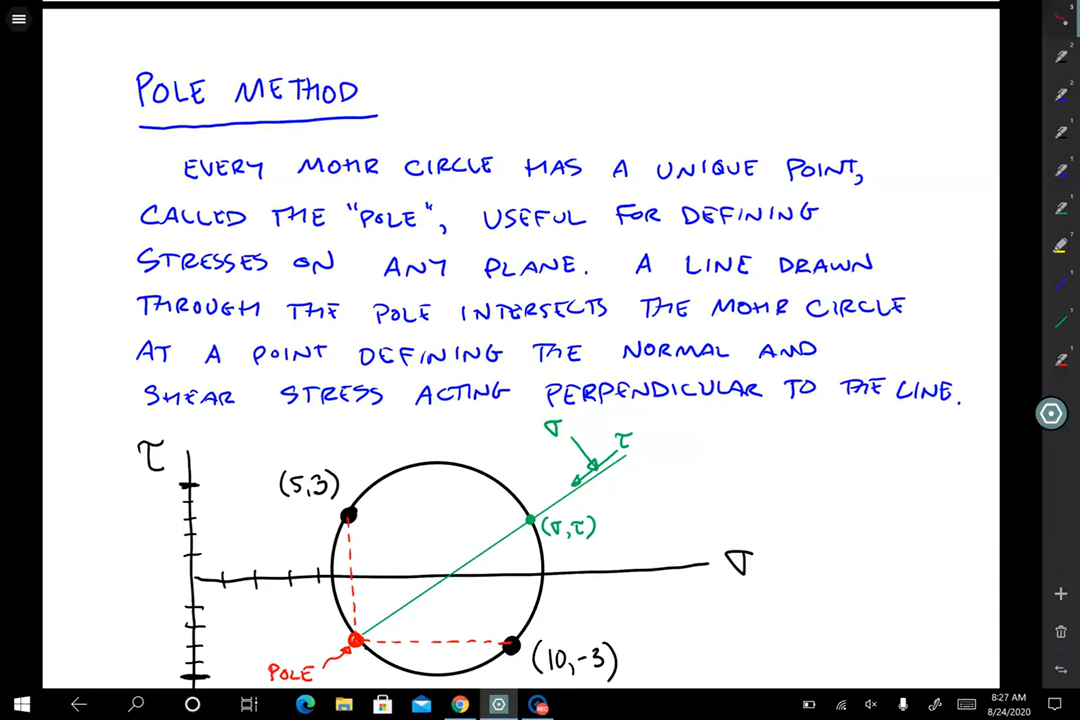 POLE METHOD
EVERY MOHR CIRCLE HAS A UNIQUE POINT,
CALLED THE "POLE", USEFUL FOR DEFINING
STRESSES ON ANY PLANE. A LINE DRAWN
THROUGH THE POLE INTERSECTS THE MOHR CIRCLE
AT A POINT DEFINING THE NORMAL AND
SHEAR STRESS ACTING PERPENDICULAR TO THE LINE.
τ
σ
τ
(5,3)
(σ,τ)
σ
(10,-3)
POLE
8:27 AM
8/24/2020